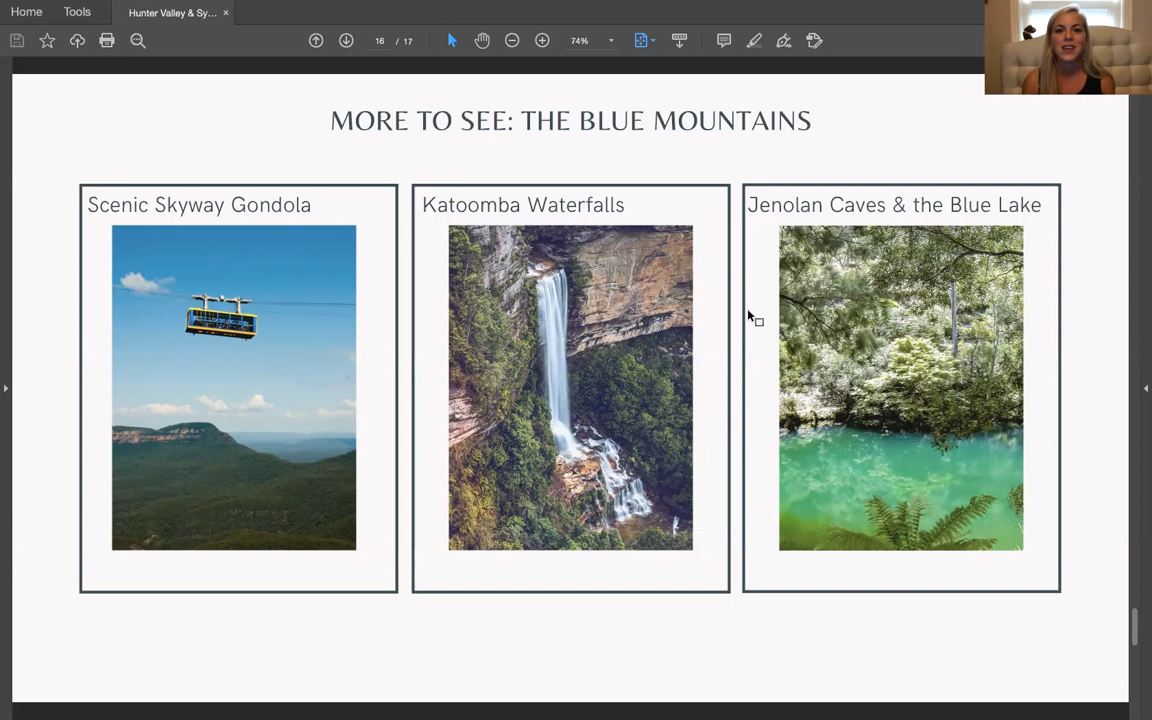 Home
Tools
Hunter Valley & Sy...
16 / 17
74%
MORE TO SEE: THE BLUE MOUNTAINS
Scenic Skyway Gondola
Katoomba Waterfalls
Jenolan Caves & the Blue Lake